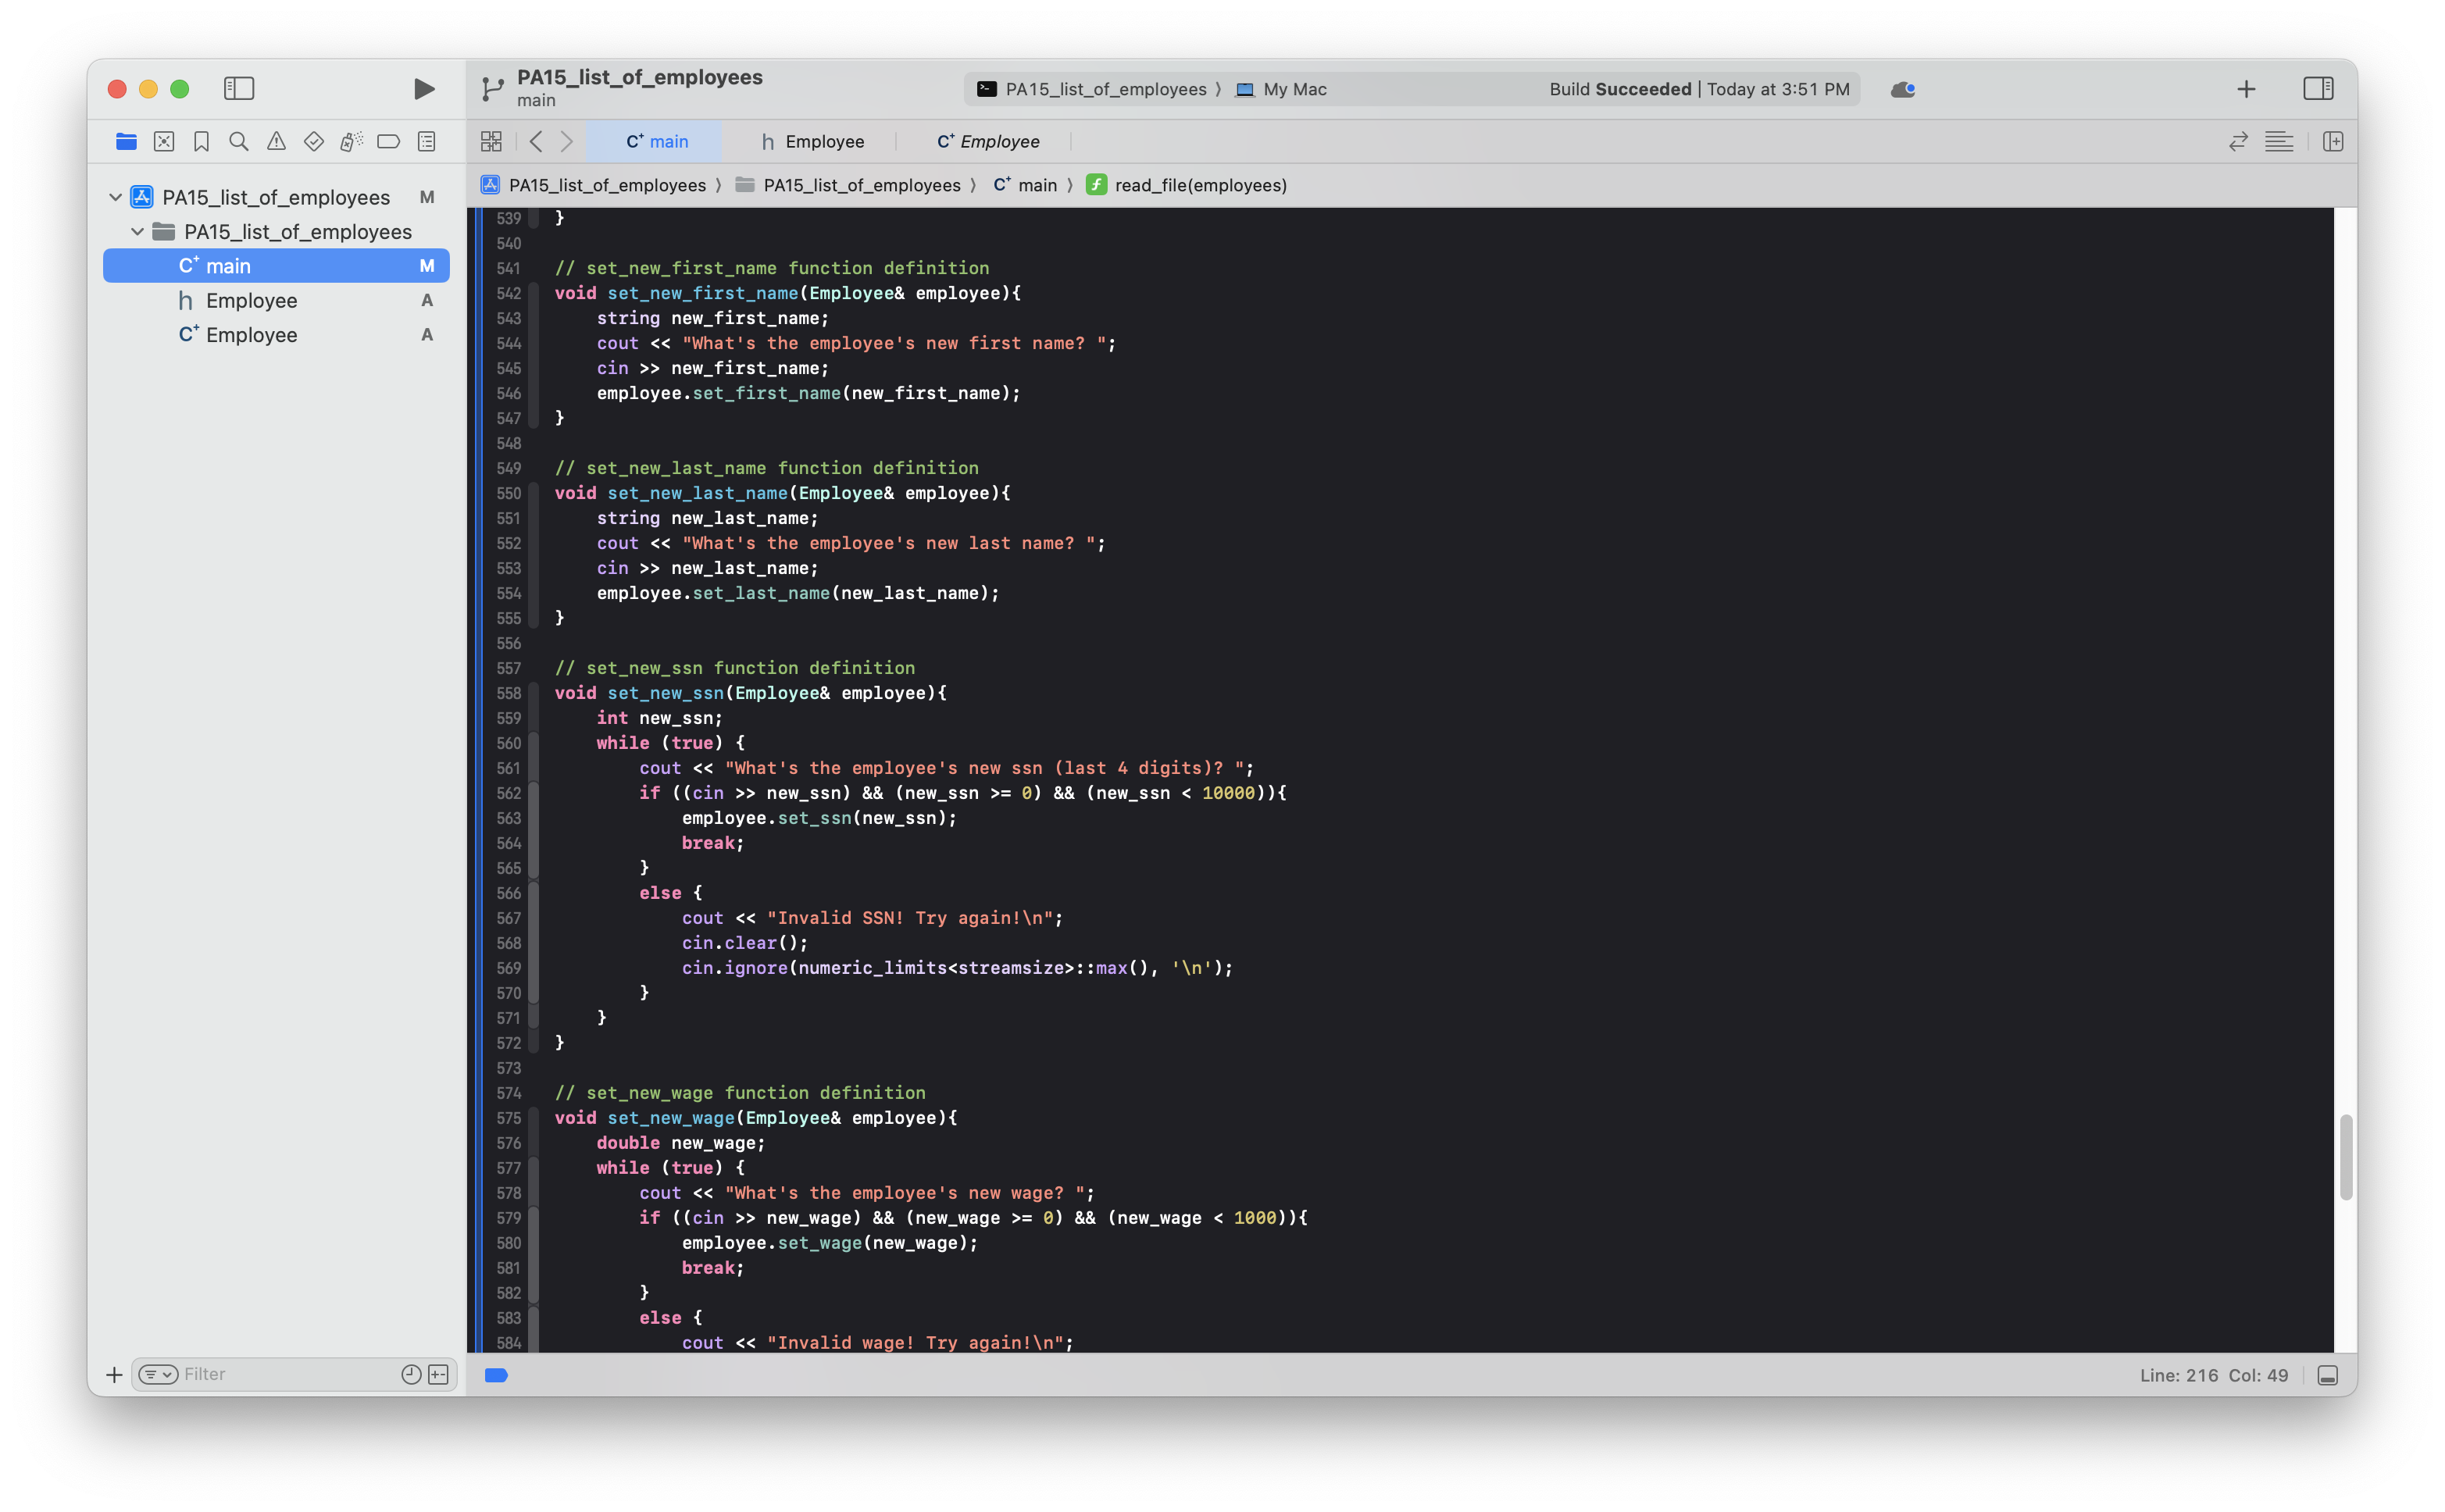 PA15_list_of_employees
main
PA15_list_of_employees 〉 My Mac
Build Succeeded | Today at 3:51 PM
C+ main
h Employee
C+ Employee
PA15_list_of_employees 〉 PA15_list_of_employees 〉 C+ main 〉 f read_file(employees)
PA15_list_of_employees M
PA15_list_of_employees
C+ main M
h Employee A
C+ Employee A
539 }
540
541 // set_new_first_name function definition
542 void set_new_first_name(Employee& employee){
543     string new_first_name;
544     cout << "What's the employee's new first name? ";
545     cin >> new_first_name;
546     employee.set_first_name(new_first_name);
547 }
548
549 // set_new_last_name function definition
550 void set_new_last_name(Employee& employee){
551     string new_last_name;
552     cout << "What's the employee's new last name? ";
553     cin >> new_last_name;
554     employee.set_last_name(new_last_name);
555 }
556
557 // set_new_ssn function definition
558 void set_new_ssn(Employee& employee){
559     int new_ssn;
560     while (true) {
561         cout << "What's the employee's new ssn (last 4 digits)? ";
562         if ((cin >> new_ssn) && (new_ssn >= 0) && (new_ssn < 10000)){
563             employee.set_ssn(new_ssn);
564             break;
565         }
566         else {
567             cout << "Invalid SSN! Try again!\n";
568             cin.clear();
569             cin.ignore(numeric_limits<streamsize>::max(), '\n');
570         }
571     }
572 }
573
574 // set_new_wage function definition
575 void set_new_wage(Employee& employee){
576     double new_wage;
577     while (true) {
578         cout << "What's the employee's new wage? ";
579         if ((cin >> new_wage) && (new_wage >= 0) && (new_wage < 1000)){
580             employee.set_wage(new_wage);
581             break;
582         }
583         else {
584             cout << "Invalid wage! Try again!\n";
Filter
Line: 216 Col: 49